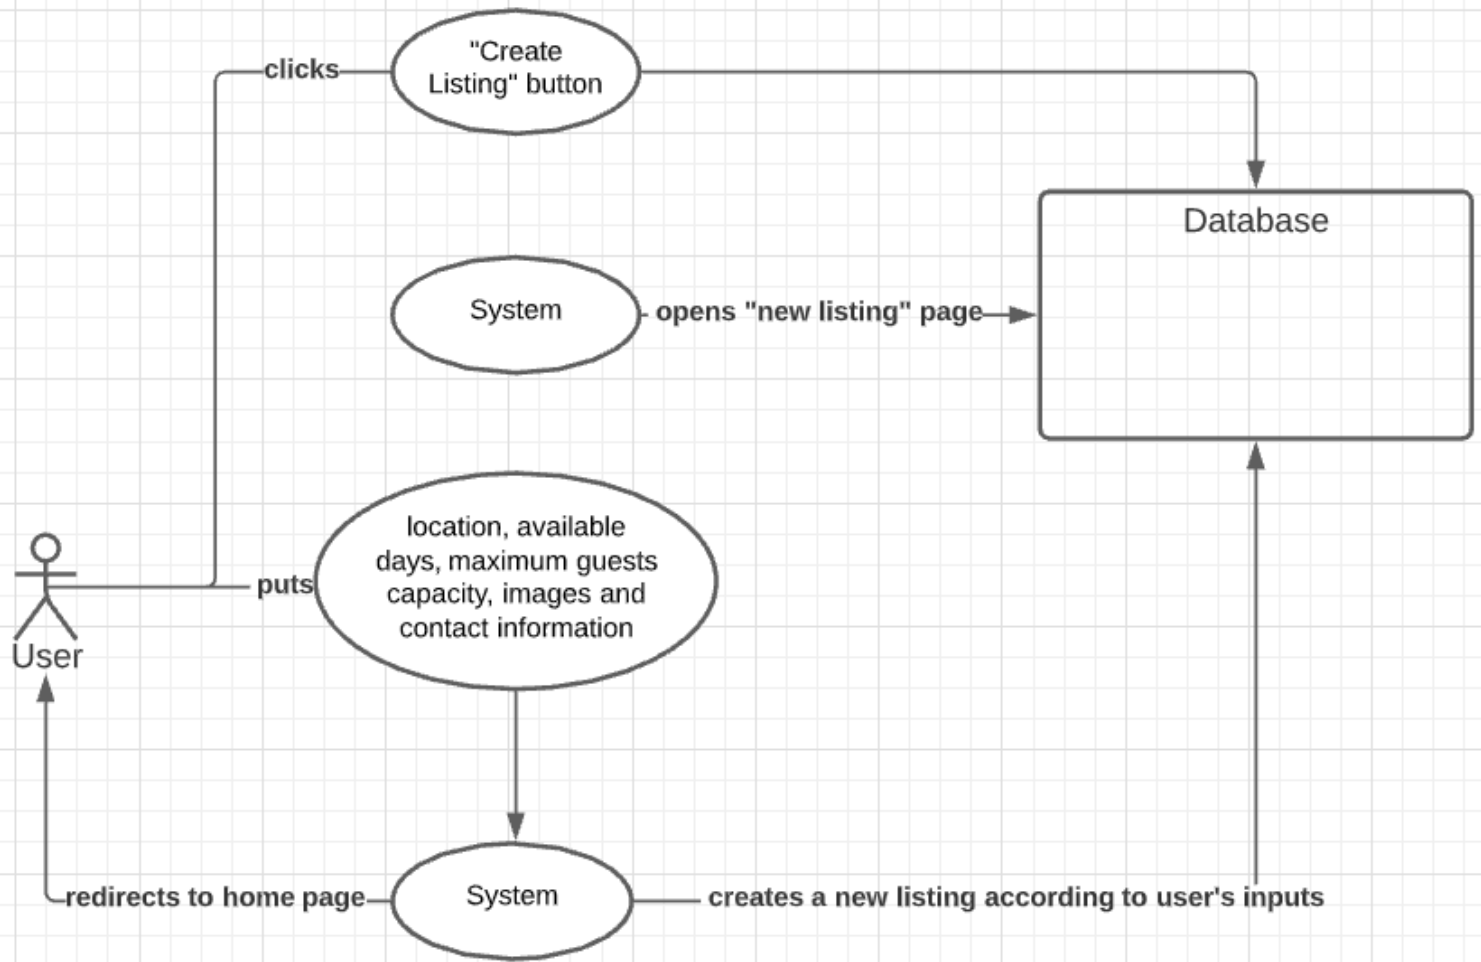 "Create
Listing" button
clicks
Database
System
opens "new listing" page
location, available
days, maximum guests
capacity, images and
contact information
puts
User
redirects to home page
System
creates a new listing according to user's inputs